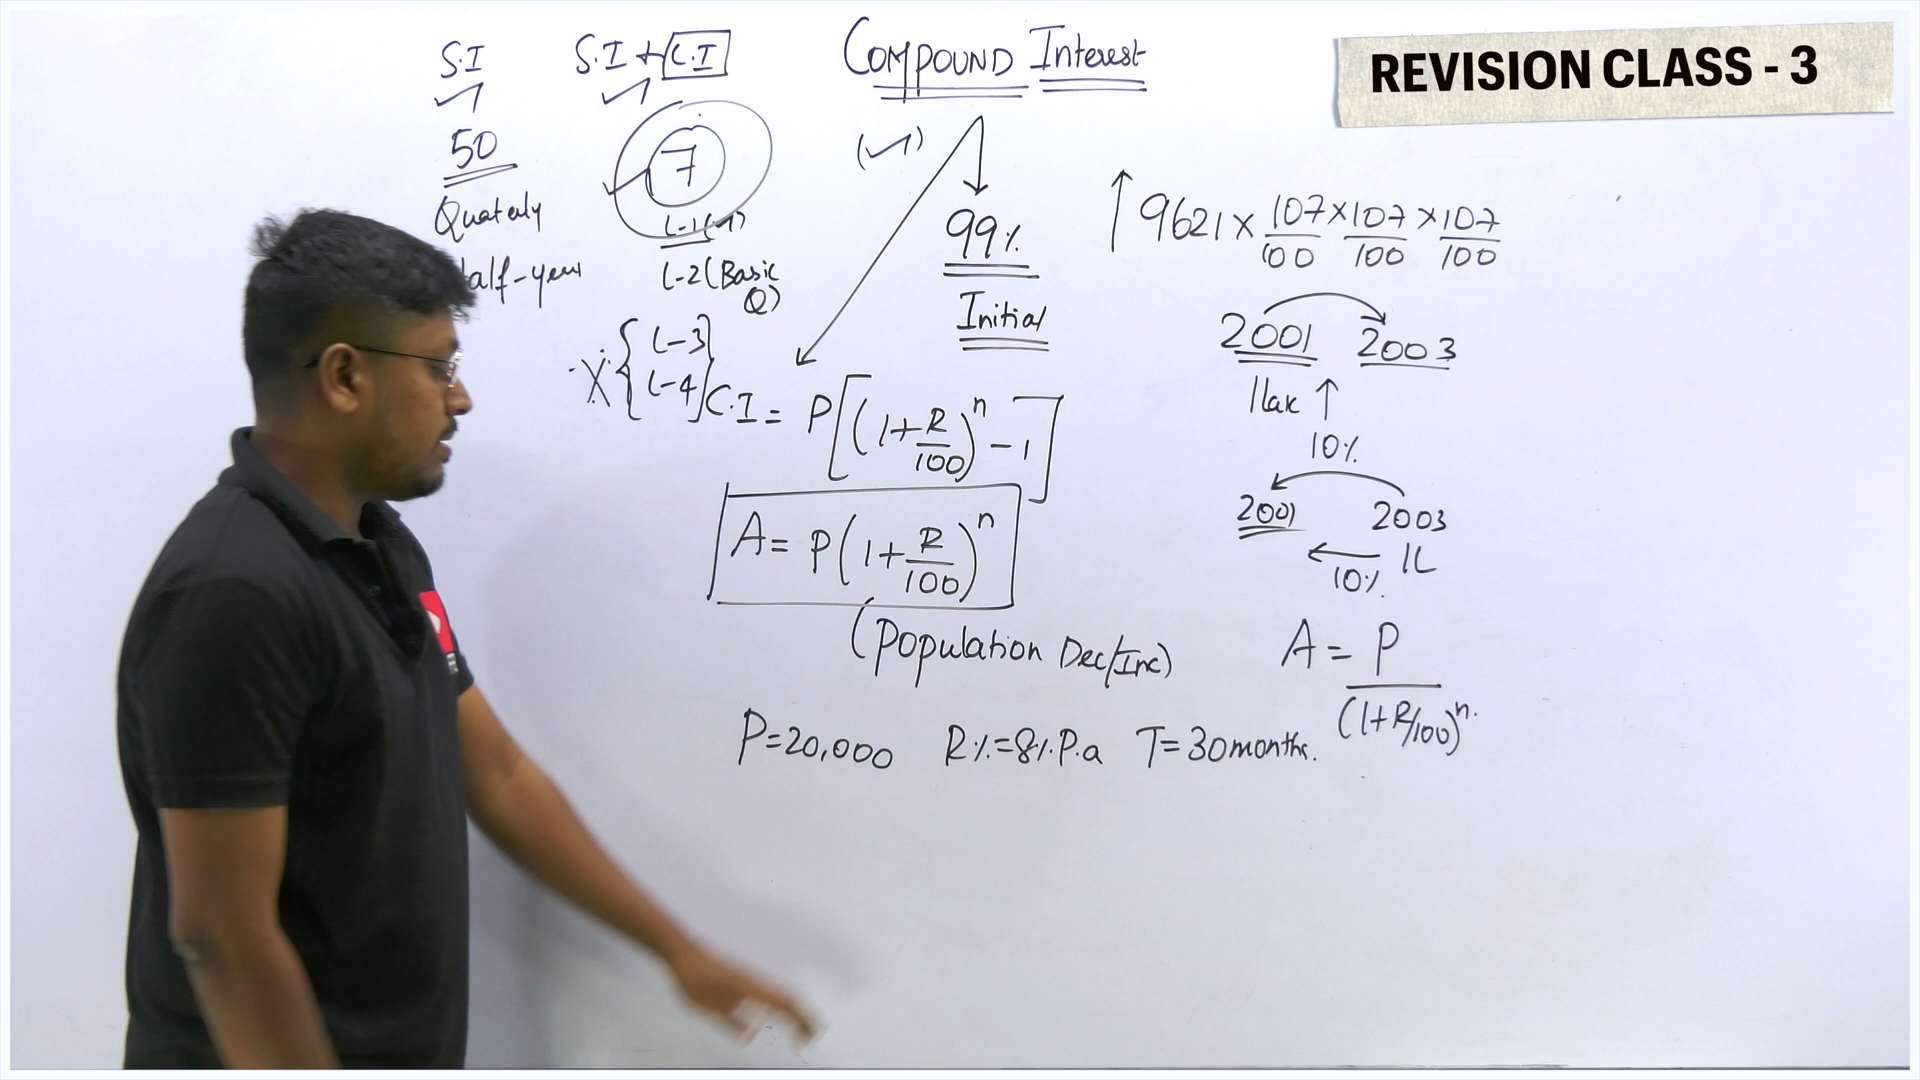 REVISION CLASS - 3
COMPOUND Interest
S.I
50
Quaterly
alf-year
S.I + C.I
7
L-1(1)
L-2 (Basic
Q)
X { L-3
L-4 }
99%
Initial
C.I = P[(1+R/100)^n - 1]
A = P(1+R/100)^n
(Population Dec/Inc)
P=20,000 R%=8%.P.a T=30months.
↑ 9621 × 107/100 × 107/100 × 107/100
2001 2003
1lak ↑
10%
2001 2003
← 1L
10%
A = P/(1+R/100)^n.